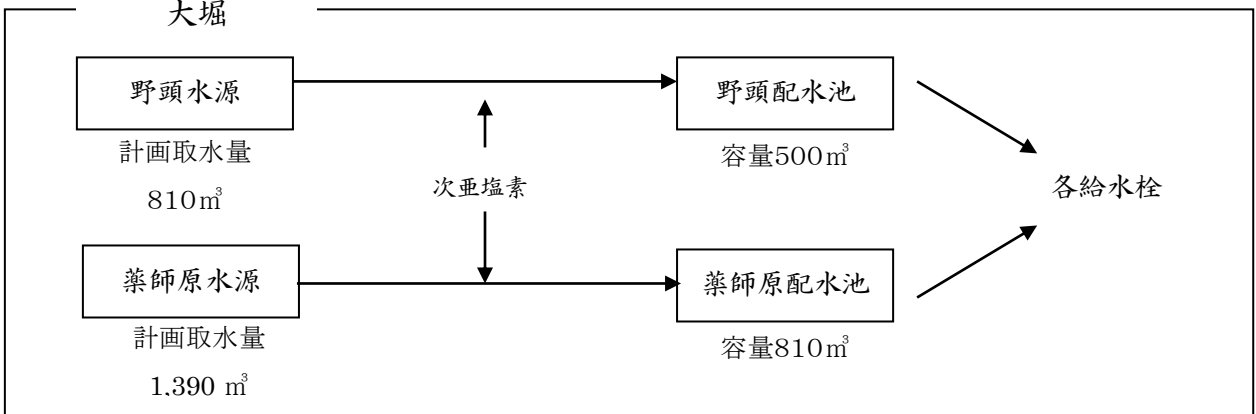 大堀
野頭水源
計画取水量
810㎥
次亜塩素
野頭配水池
容量500㎥
各給水栓
薬師原水源
計画取水量
1,390 ㎥
薬師原配水池
容量810㎥